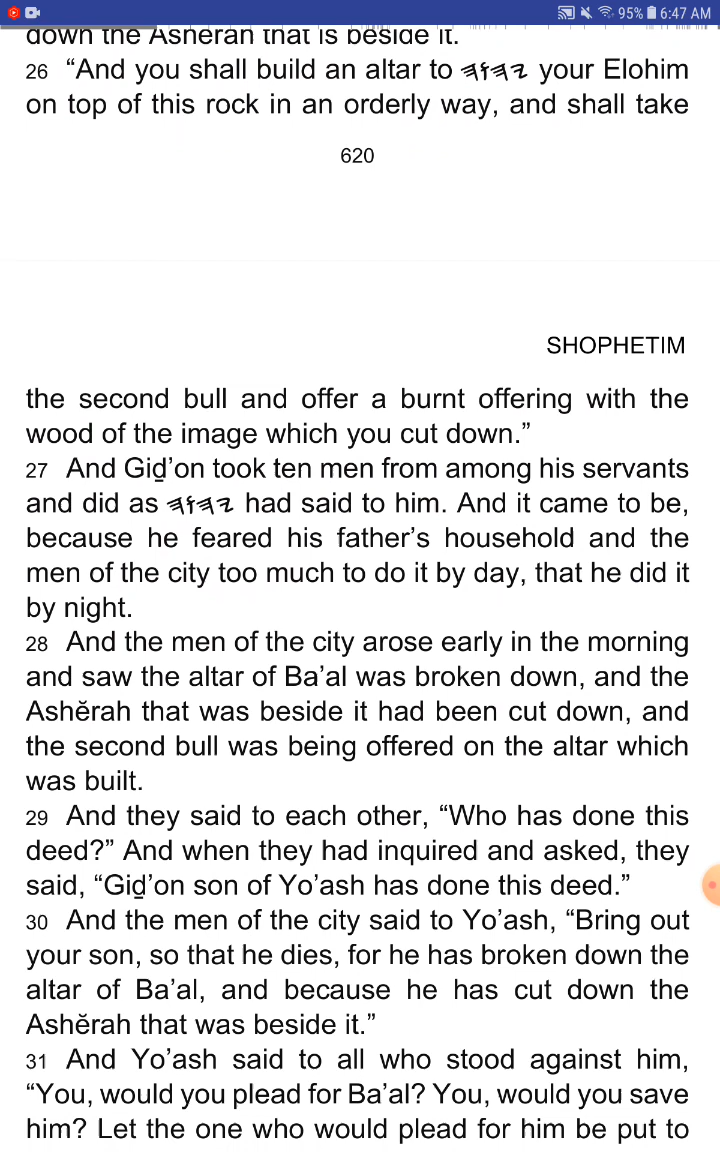 95% 6:47 AM
down the Asherah that is beside it.
26 “And you shall build an altar to 𐤉𐤄𐤅𐤄 your Elohim
on top of this rock in an orderly way, and shall take
620
SHOPHETIM
the second bull and offer a burnt offering with the
wood of the image which you cut down.”
27 And Giḏ’on took ten men from among his servants
and did as 𐤉𐤄𐤅𐤄 had said to him. And it came to be,
because he feared his father’s household and the
men of the city too much to do it by day, that he did it
by night.
28 And the men of the city arose early in the morning
and saw the altar of Ba’al was broken down, and the
Ashĕrah that was beside it had been cut down, and
the second bull was being offered on the altar which
was built.
29 And they said to each other, “Who has done this
deed?” And when they had inquired and asked, they
said, “Giḏ’on son of Yo’ash has done this deed.”
30 And the men of the city said to Yo’ash, “Bring out
your son, so that he dies, for he has broken down the
altar of Ba’al, and because he has cut down the
Ashĕrah that was beside it.”
31 And Yo’ash said to all who stood against him,
“You, would you plead for Ba’al? You, would you save
him? Let the one who would plead for him be put to